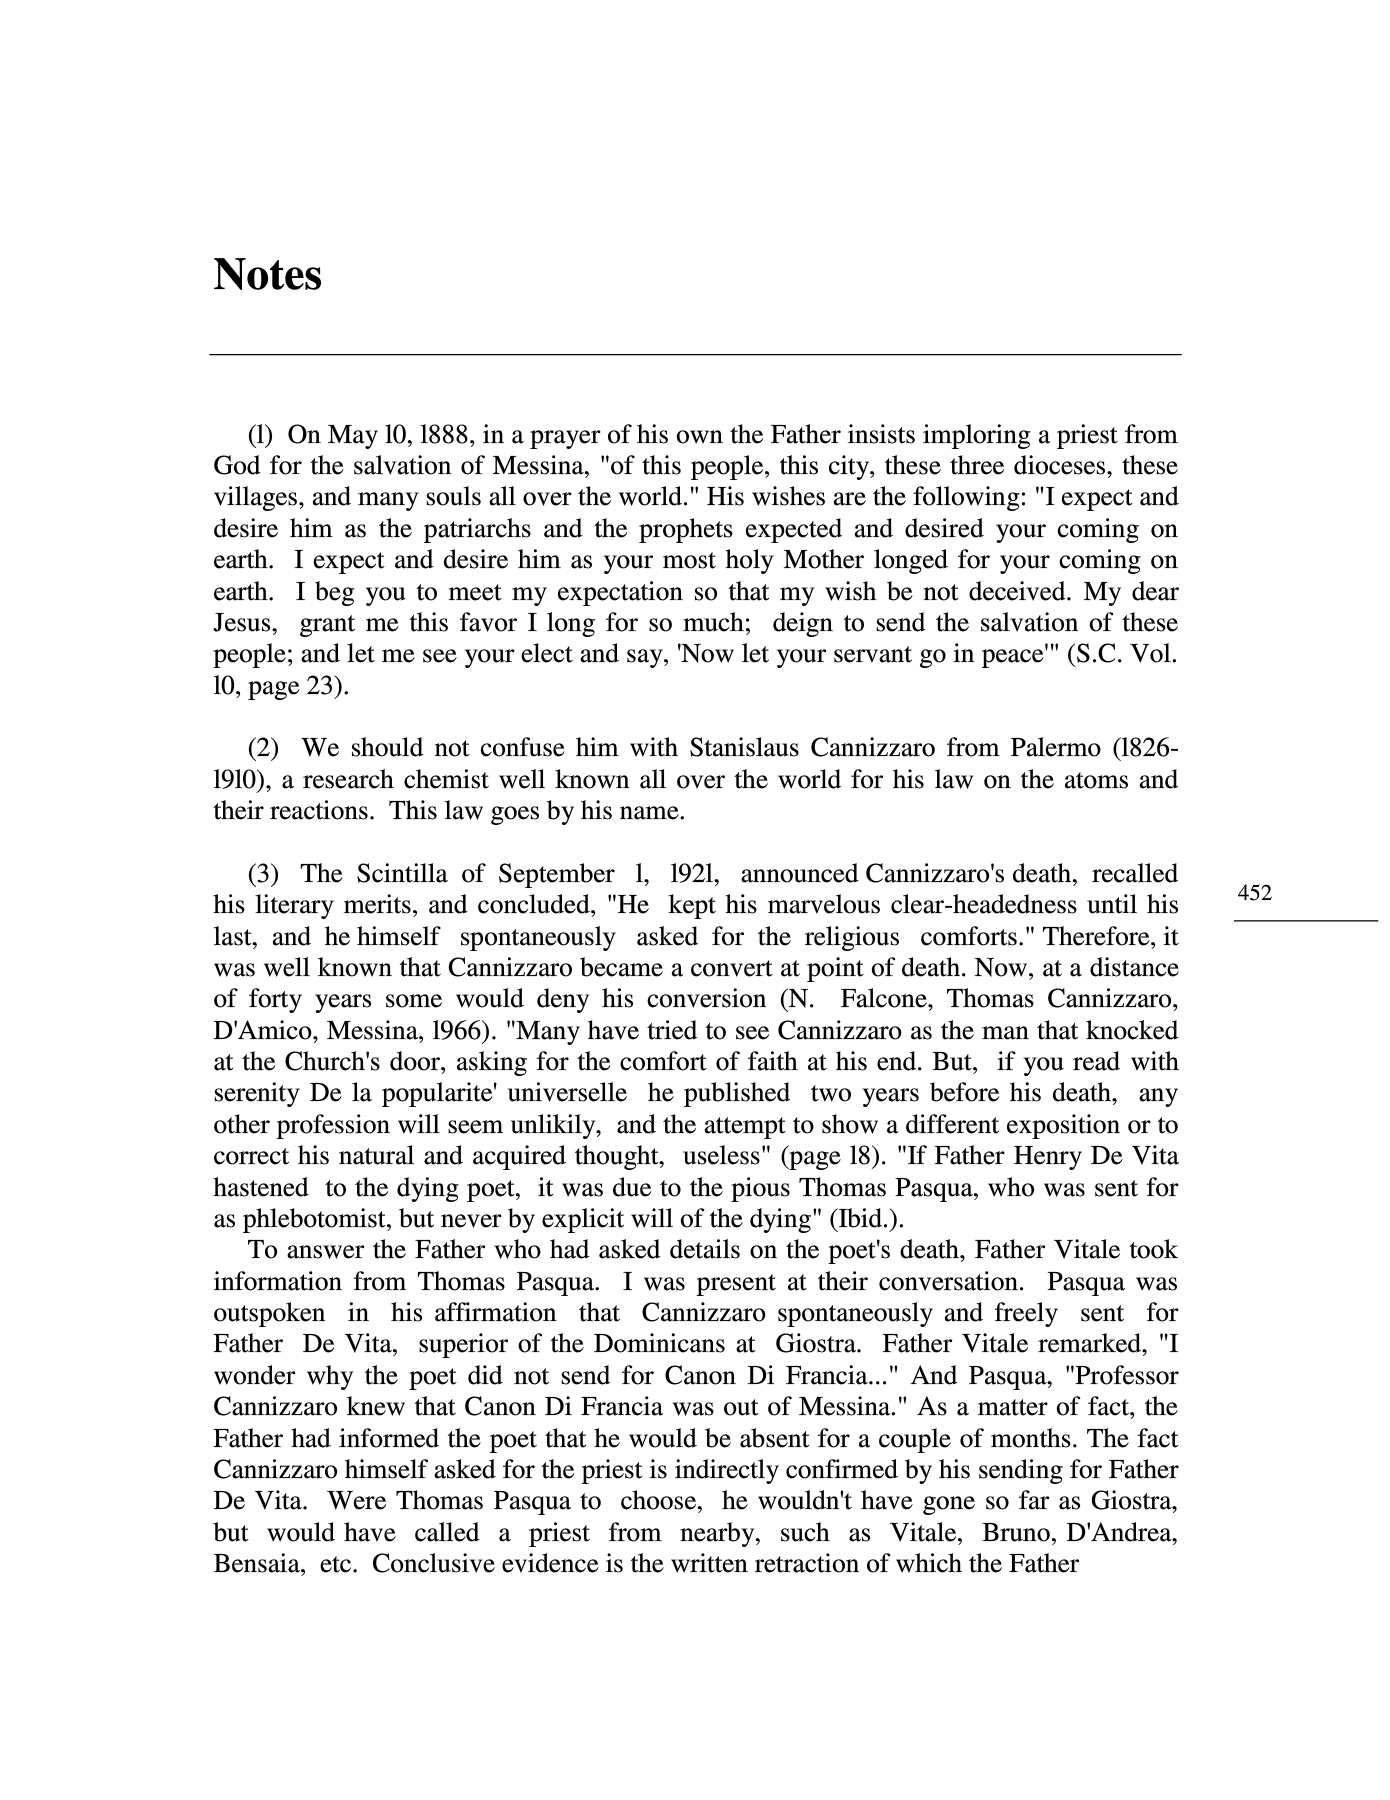 Notes
(l) On May l0, l888, in a prayer of his own the Father insists imploring a priest from
God for the salvation of Messina, "of this people, this city, these three dioceses, these
villages, and many souls all over the world." His wishes are the following: "I expect and
desire him as the patriarchs and the prophets expected and desired your coming on
earth. I expect and desire him as your most holy Mother longed for your coming on
earth. I beg you to meet my expectation so that my wish be not deceived. My dear
Jesus, grant me this favor I long for so much; deign to send the salvation of these
people; and let me see your elect and say, 'Now let your servant go in peace'" (S.C. Vol.
l0, page 23).
(2) We should not confuse him with Stanislaus Cannizzaro from Palermo (l826-
l9l0), a research chemist well known all over the world for his law on the atoms and
their reactions. This law goes by his name.
(3) The Scintilla of September l, l92l, announced Cannizzaro's death, recalled
his literary merits, and concluded, "He kept his marvelous clear-headedness until his
last, and he himself spontaneously asked for the religious comforts." Therefore, it
was well known that Cannizzaro became a convert at point of death. Now, at a distance
of forty years some would deny his conversion (N. Falcone, Thomas Cannizzaro,
D'Amico, Messina, l966). "Many have tried to see Cannizzaro as the man that knocked
at the Church's door, asking for the comfort of faith at his end. But, if you read with
serenity De la popularite' universelle he published two years before his death, any
other profession will seem unlikily, and the attempt to show a different exposition or to
correct his natural and acquired thought, useless" (page l8). "If Father Henry De Vita
hastened to the dying poet, it was due to the pious Thomas Pasqua, who was sent for
as phlebotomist, but never by explicit will of the dying" (Ibid.).
To answer the Father who had asked details on the poet's death, Father Vitale took
information from Thomas Pasqua. I was present at their conversation. Pasqua was
outspoken in his affirmation that Cannizzaro spontaneously and freely sent for
Father De Vita, superior of the Dominicans at Giostra. Father Vitale remarked, "I
wonder why the poet did not send for Canon Di Francia..." And Pasqua, "Professor
Cannizzaro knew that Canon Di Francia was out of Messina." As a matter of fact, the
Father had informed the poet that he would be absent for a couple of months. The fact
Cannizzaro himself asked for the priest is indirectly confirmed by his sending for Father
De Vita. Were Thomas Pasqua to choose, he wouldn't have gone so far as Giostra,
but would have called a priest from nearby, such as Vitale, Bruno, D'Andrea,
Bensaia, etc. Conclusive evidence is the written retraction of which the Father
452